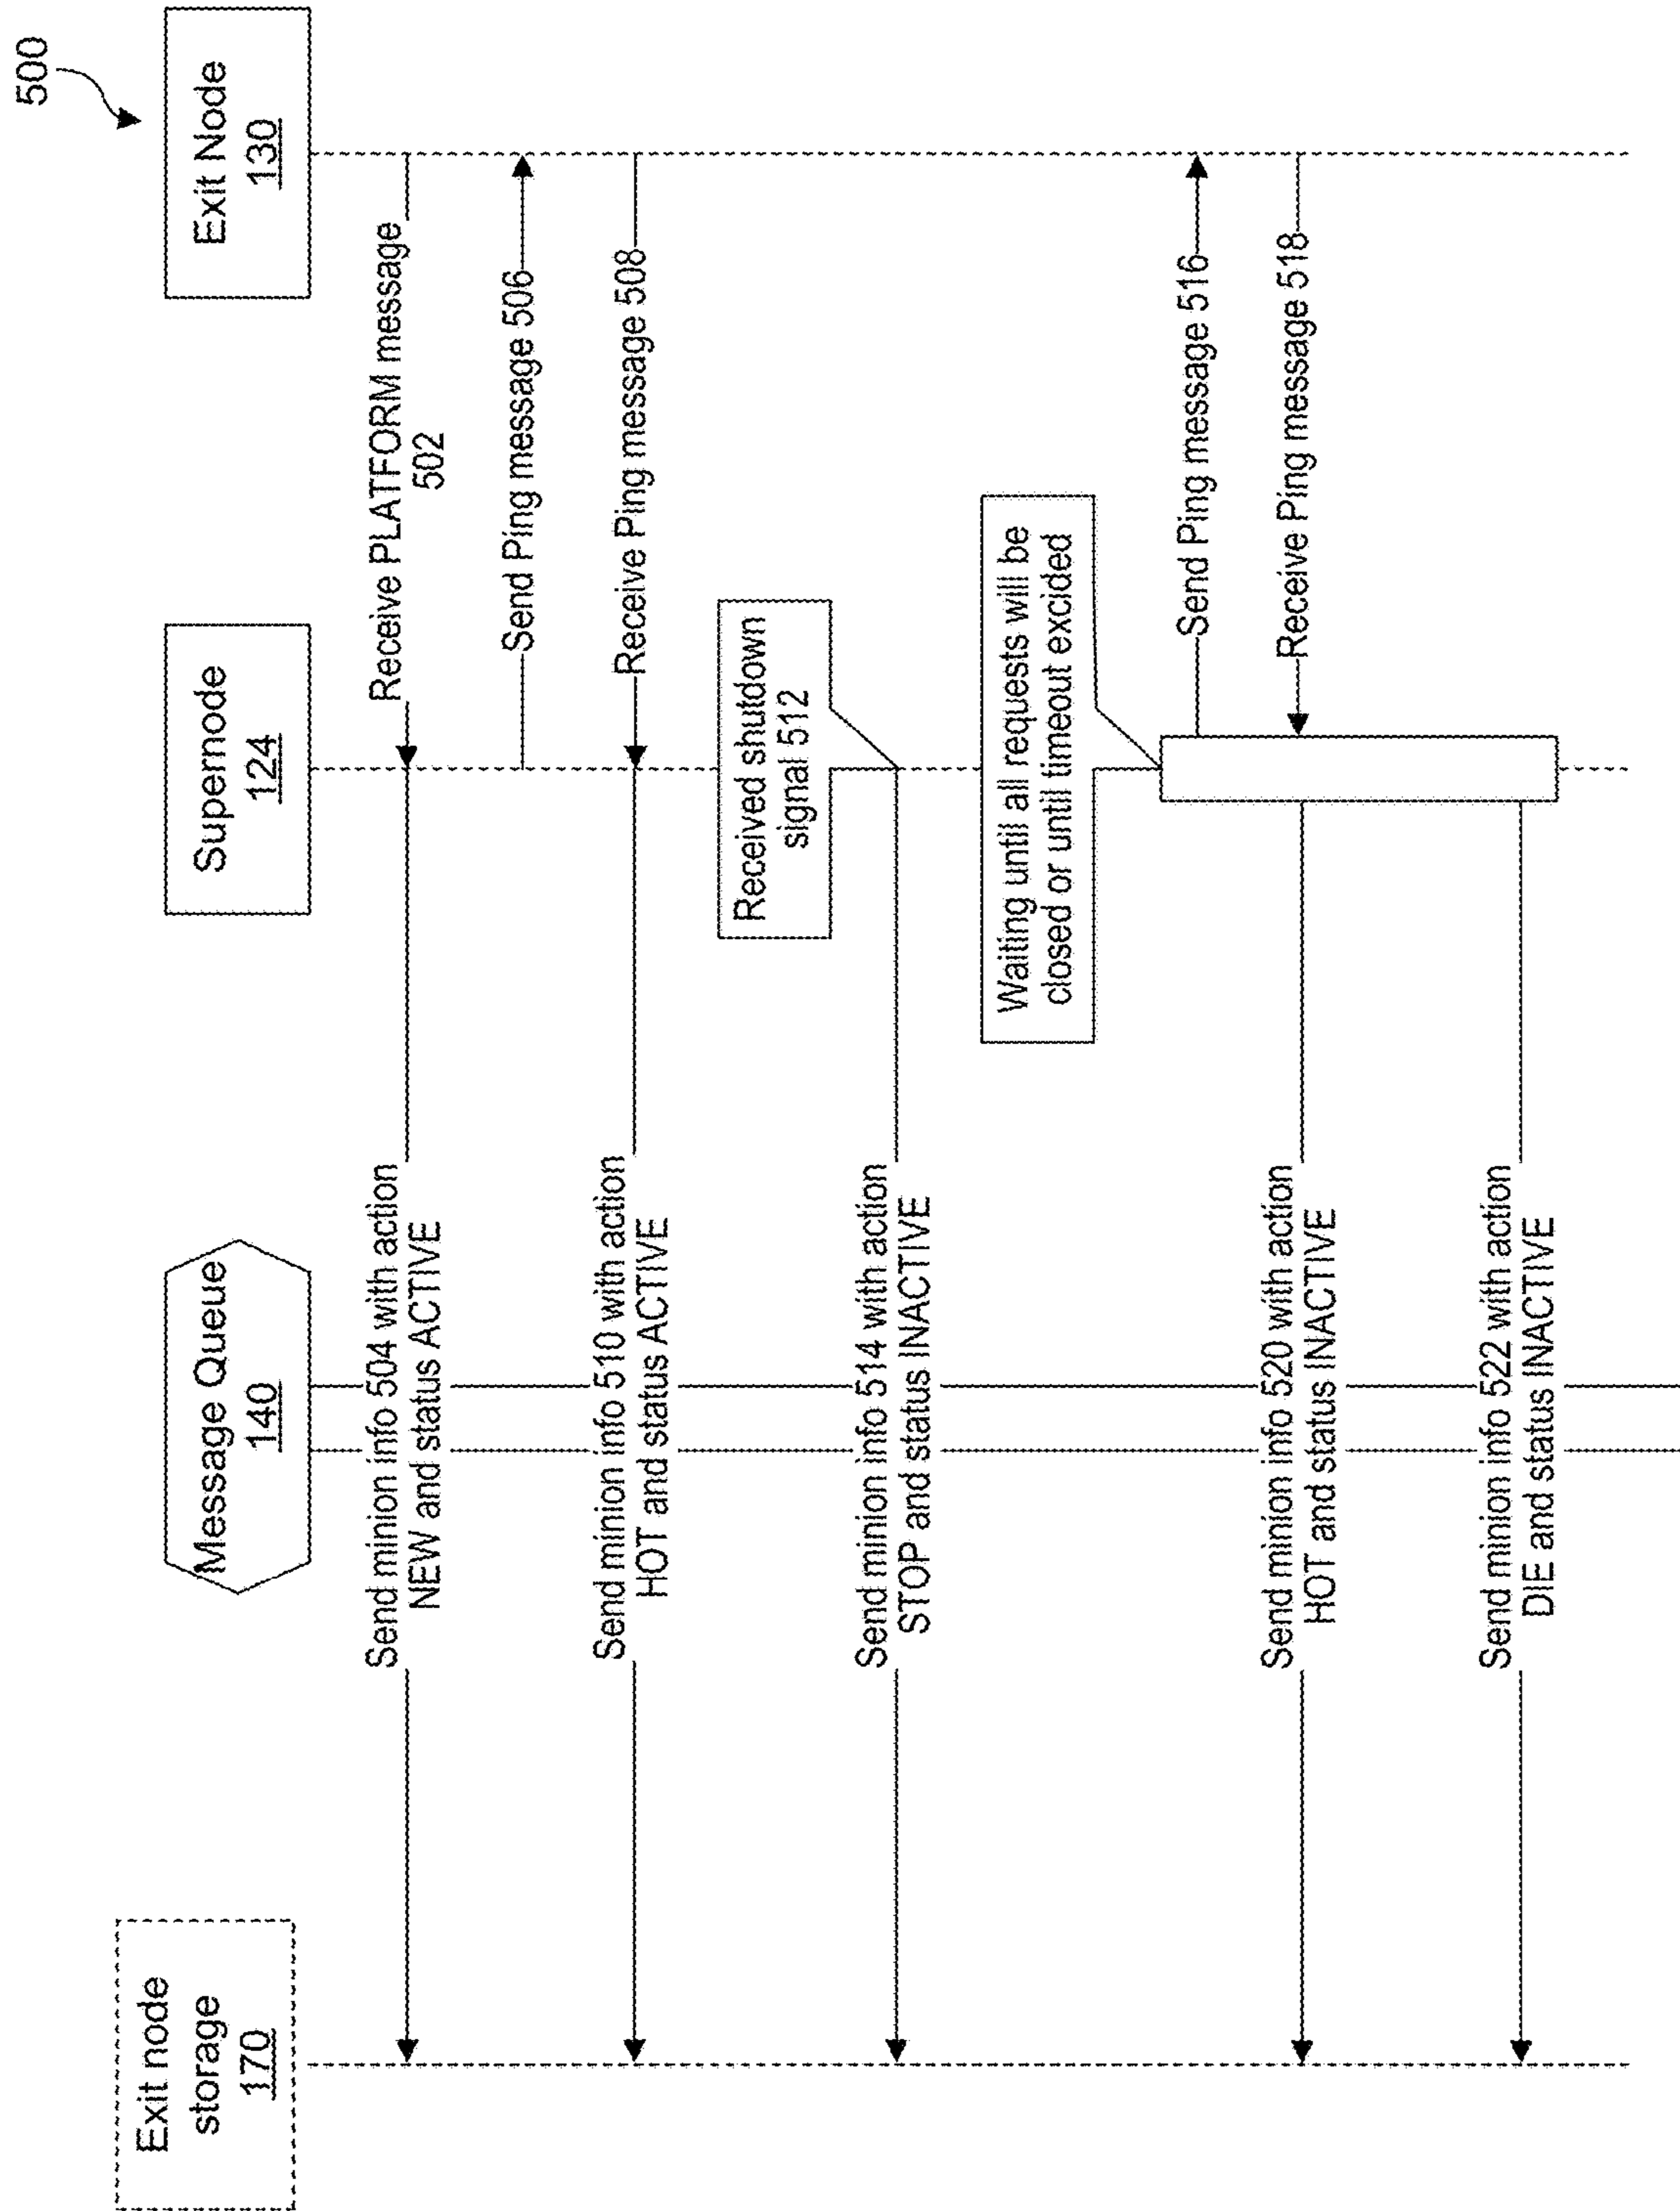 500
Exit node
storage
170
Message Queue
140
Supernode
124
Exit Node
130
Receive PLATFORM message
502
Send minion info 504 with action
NEW and status ACTIVE
Send Ping message 506
Receive Ping message 508
Send minion info 510 with action
HOT and status ACTIVE
Received shutdown
signal 512
Send minion info 514 with action
STOP and status INACTIVE
Waiting until all requests will be
closed or until timeout excided
Send Ping message 516
Receive Ping message 518
Send minion info 520 with action
HOT and status INACTIVE
Send minion info 522 with action
DIE and status INACTIVE